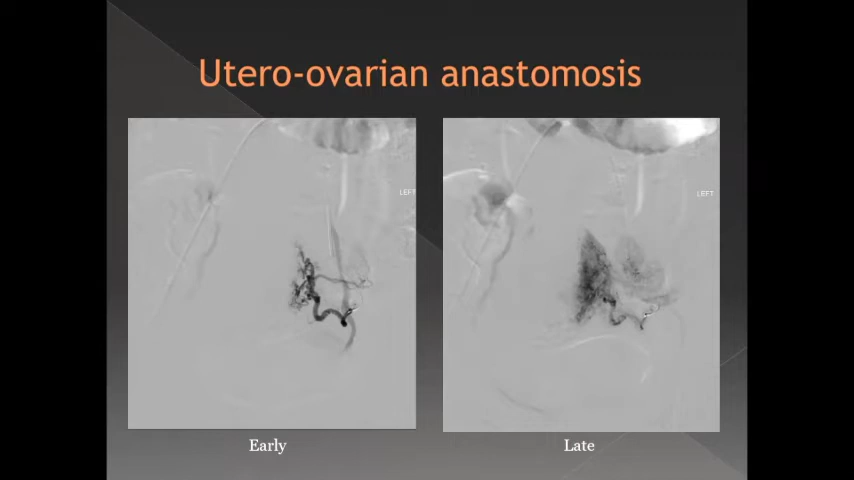 Utero-ovarian anastomosis
LEFT
LEFT
Early
Late